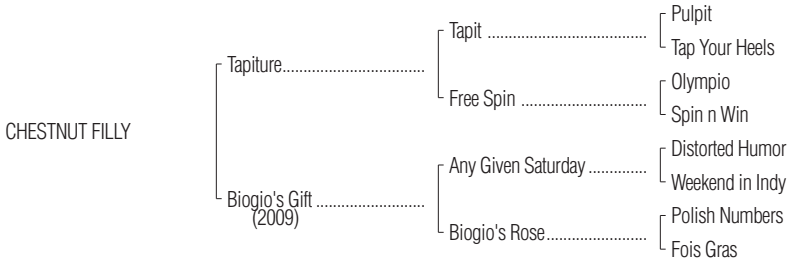 Pulpit
Tapit ......................................
Tap Your Heels
Tapiture.................................
Olympio
Free Spin ..............................
Spin n Win
CHESTNUT FILLY
Distorted Humor
Any Given Saturday ..............
Weekend in Indy
Biogio's Gift ..........................
(2009)
Polish Numbers
Biogio's Rose........................
Fois Gras